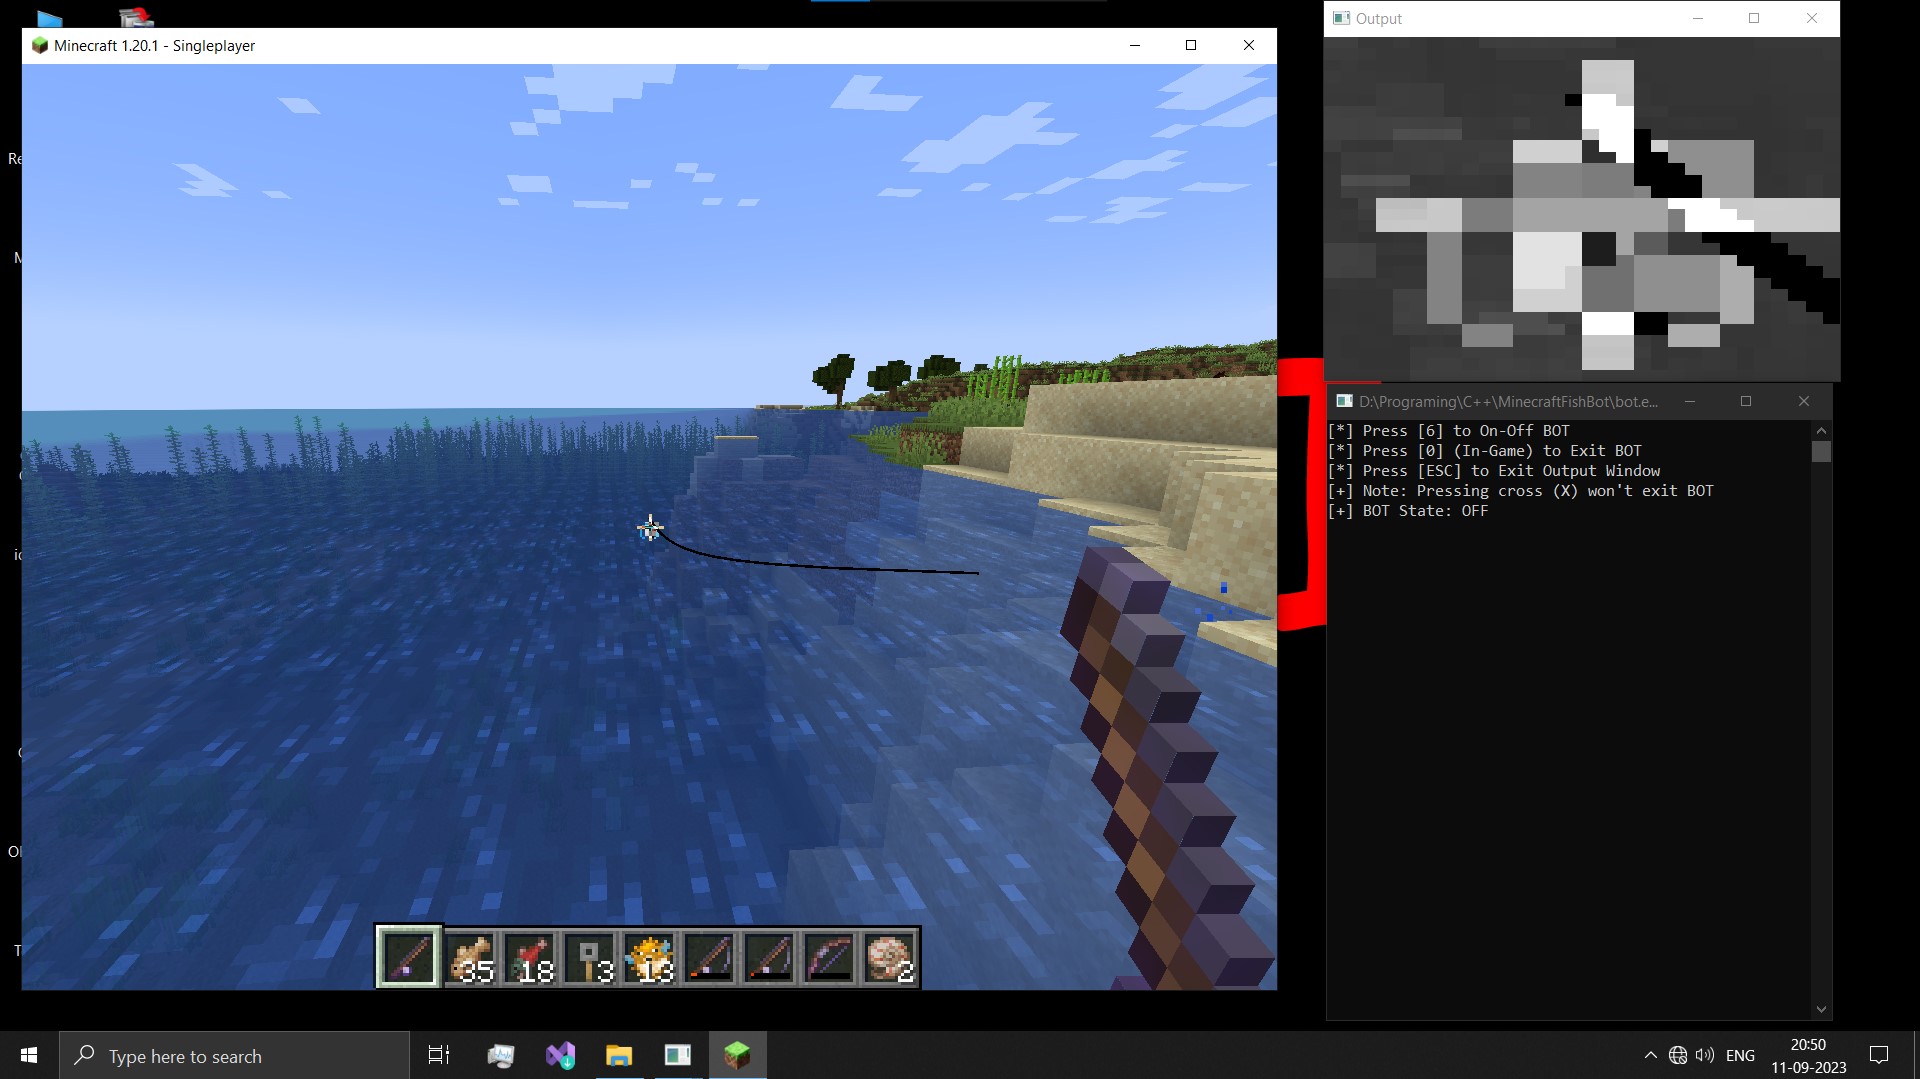 Minecraft 1.20.1 - Singleplayer
Output
D:\Programing\C++\MinecraftFishBot\bot.e...
[*] Press [6] to On-Off BOT
[*] Press [0] (In-Game) to Exit BOT
[*] Press [ESC] to Exit Output Window
[+] Note: Pressing cross (X) won't exit BOT
[+] BOT State: OFF
35
18
3
13
2
Type here to search
ENG
20:50
11-09-2023